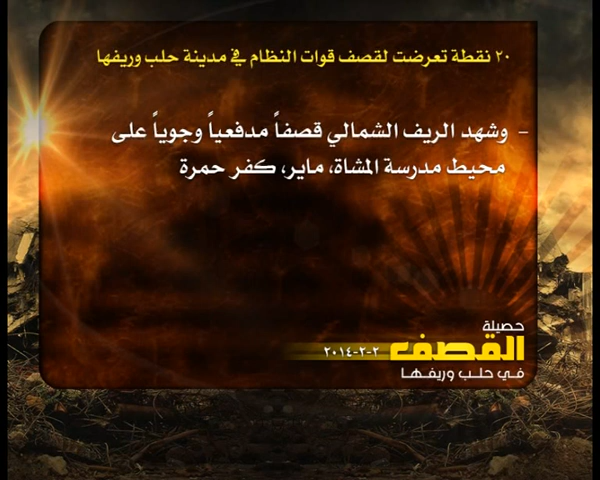 ٢٠ نقطة تعرضت لقصف قوات النظام في مدينة حلب وريفها
- وشهد الريف الشمالي قصفاً مدفعياً وجوياً على
محيط مدرسة المشاة، ماير، كفر حمرة
حصيلة
القصف ٢-٢-٢٠١٤
في حلب وريفها